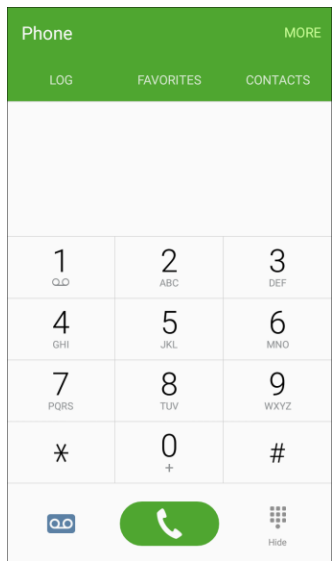 Phone MORE
LOG FAVORITES CONTACTS
1 2 3
ABC DEF
4 5 6
GHI JKL MNO
7 8 9
PQRS TUV WXYZ
* 0 #
+
Hide